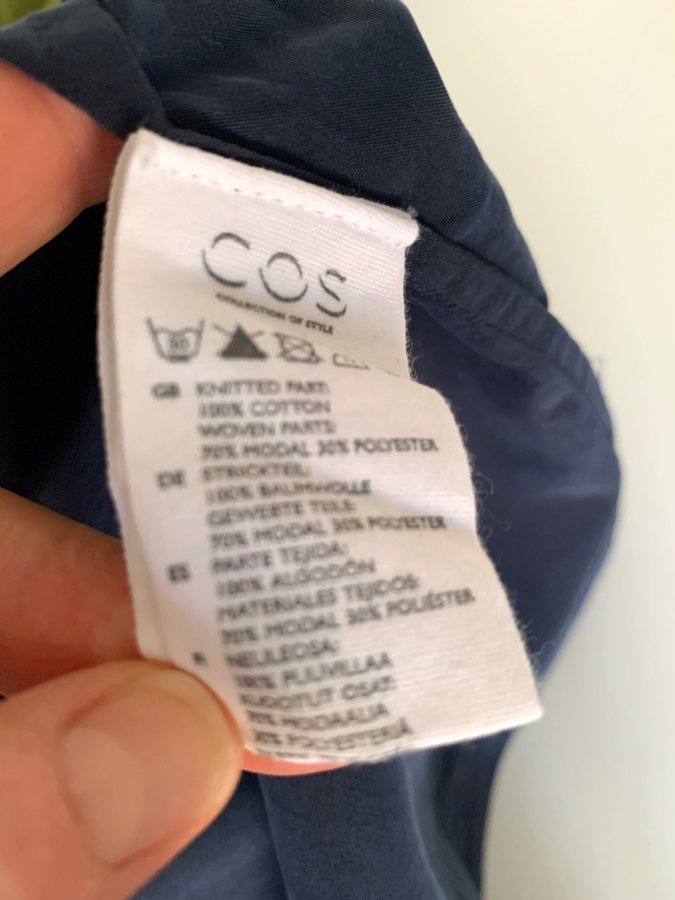 COS
COLLECTION OF STYLE
30
GB KNITTED PART:
100% COTTON
WOVEN PARTS:
70% MODAL 30% POLYESTER
DE STRICKTEIL:
100% BAUMWOLLE
GEWEBTE TEILE:
70% MODAL 30% POLYESTER
ES PARTE TEJIDA:
100% ALGODÓN
MATERIALES TEJIDOS:
70% MODAL 30% POLIÉSTER
FI NEULEOSA:
100% PUUVILLAA
KUDOTUT OSAT:
70% MODAALIA
30% POLYESTERIÄ